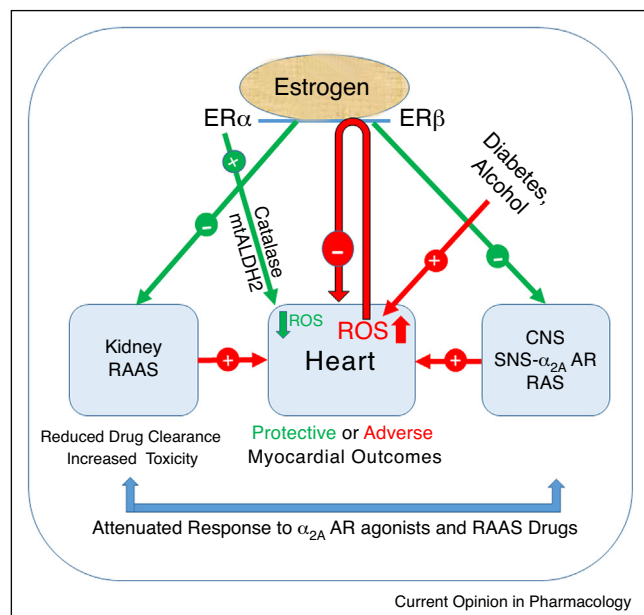 Estrogen
ERα
ERβ
Diabetes,
Alcohol
+
Catalase
mtALDH2
−
−
+
−
ROS
ROS
Heart
Kidney
RAAS
+
+
CNS
SNS-α2A AR
RAS
Reduced Drug Clearance
Increased Toxicity
Protective or Adverse
Myocardial Outcomes
Attenuated Response to α2A AR agonists and RAAS Drugs
Current Opinion in Pharmacology